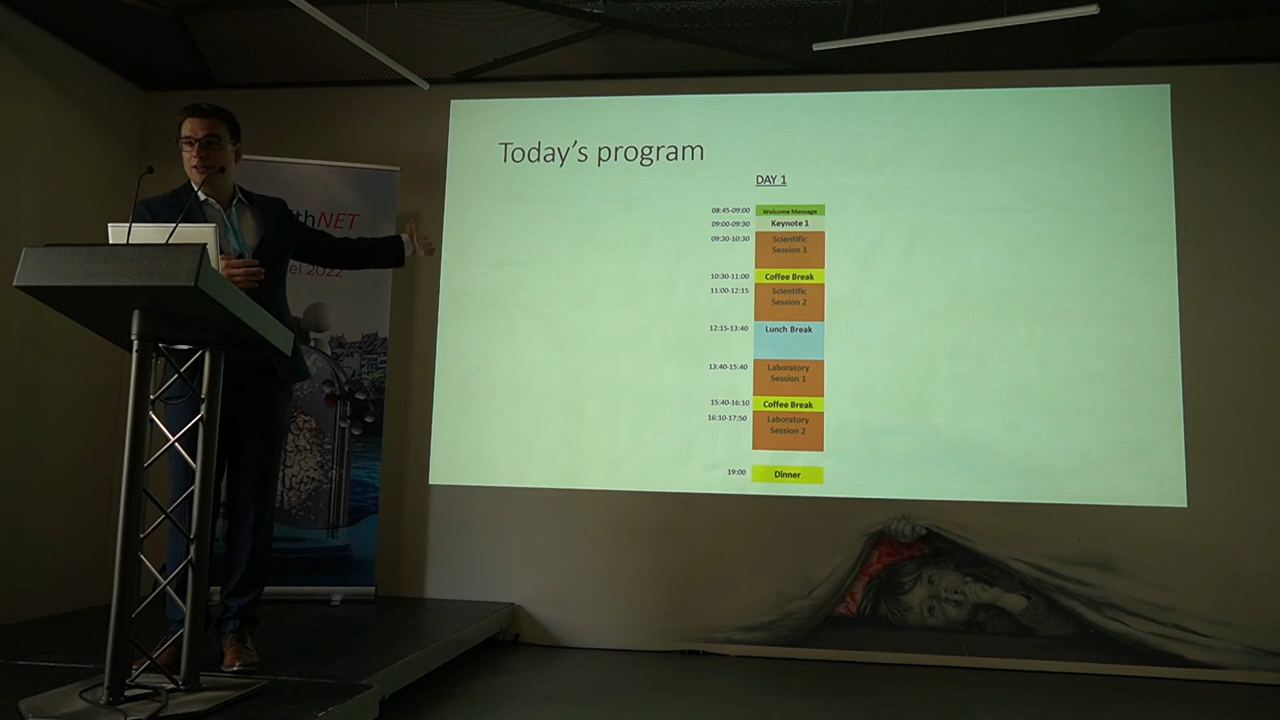 NET
2022
Today's program
DAY 1
08:45-09:00 Welcome Message
09:00-09:30 Keynote 1
09:30-10:30 Scientific
Session 1
10:30-11:00 Coffee Break
11:00-12:15 Scientific
Session 2
12:15-13:40 Lunch Break
13:40-15:40 Laboratory
Session 1
15:40-16:10 Coffee Break
16:10-17:50 Laboratory
Session 2
19:00 Dinner